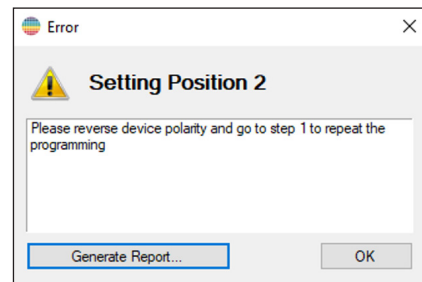 Error
Setting Position 2
Please reverse device polarity and go to step 1 to repeat the
programming
Generate Report...
OK